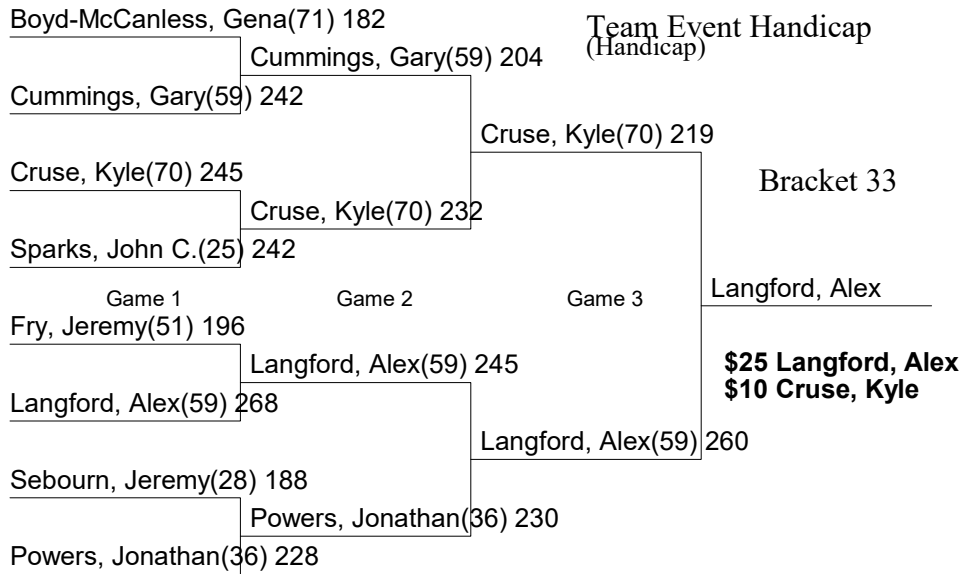 Boyd-McCanless, Gena(71) 182
Team Event Handicap
(Handicap)
Cummings, Gary(59) 204
Cummings, Gary(59) 242
Cruse, Kyle(70) 219
Cruse, Kyle(70) 245
Bracket 33
Cruse, Kyle(70) 232
Sparks, John C.(25) 242
Game 1
Game 2
Game 3
Langford, Alex
Fry, Jeremy(51) 196
Langford, Alex(59) 245
$25 Langford, Alex
$10 Cruse, Kyle
Langford, Alex(59) 268
Langford, Alex(59) 260
Sebourn, Jeremy(28) 188
Powers, Jonathan(36) 230
Powers, Jonathan(36) 228